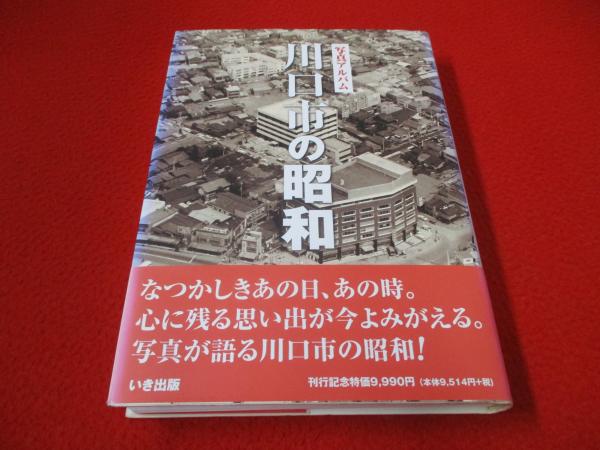 写真アルバム
川口市の昭和
なつかしきあの日、あの時。
心に残る思い出が今よみがえる。
写真が語る川口市の昭和!
いき出版
刊行記念特価9,990円（本体9,514円+税）